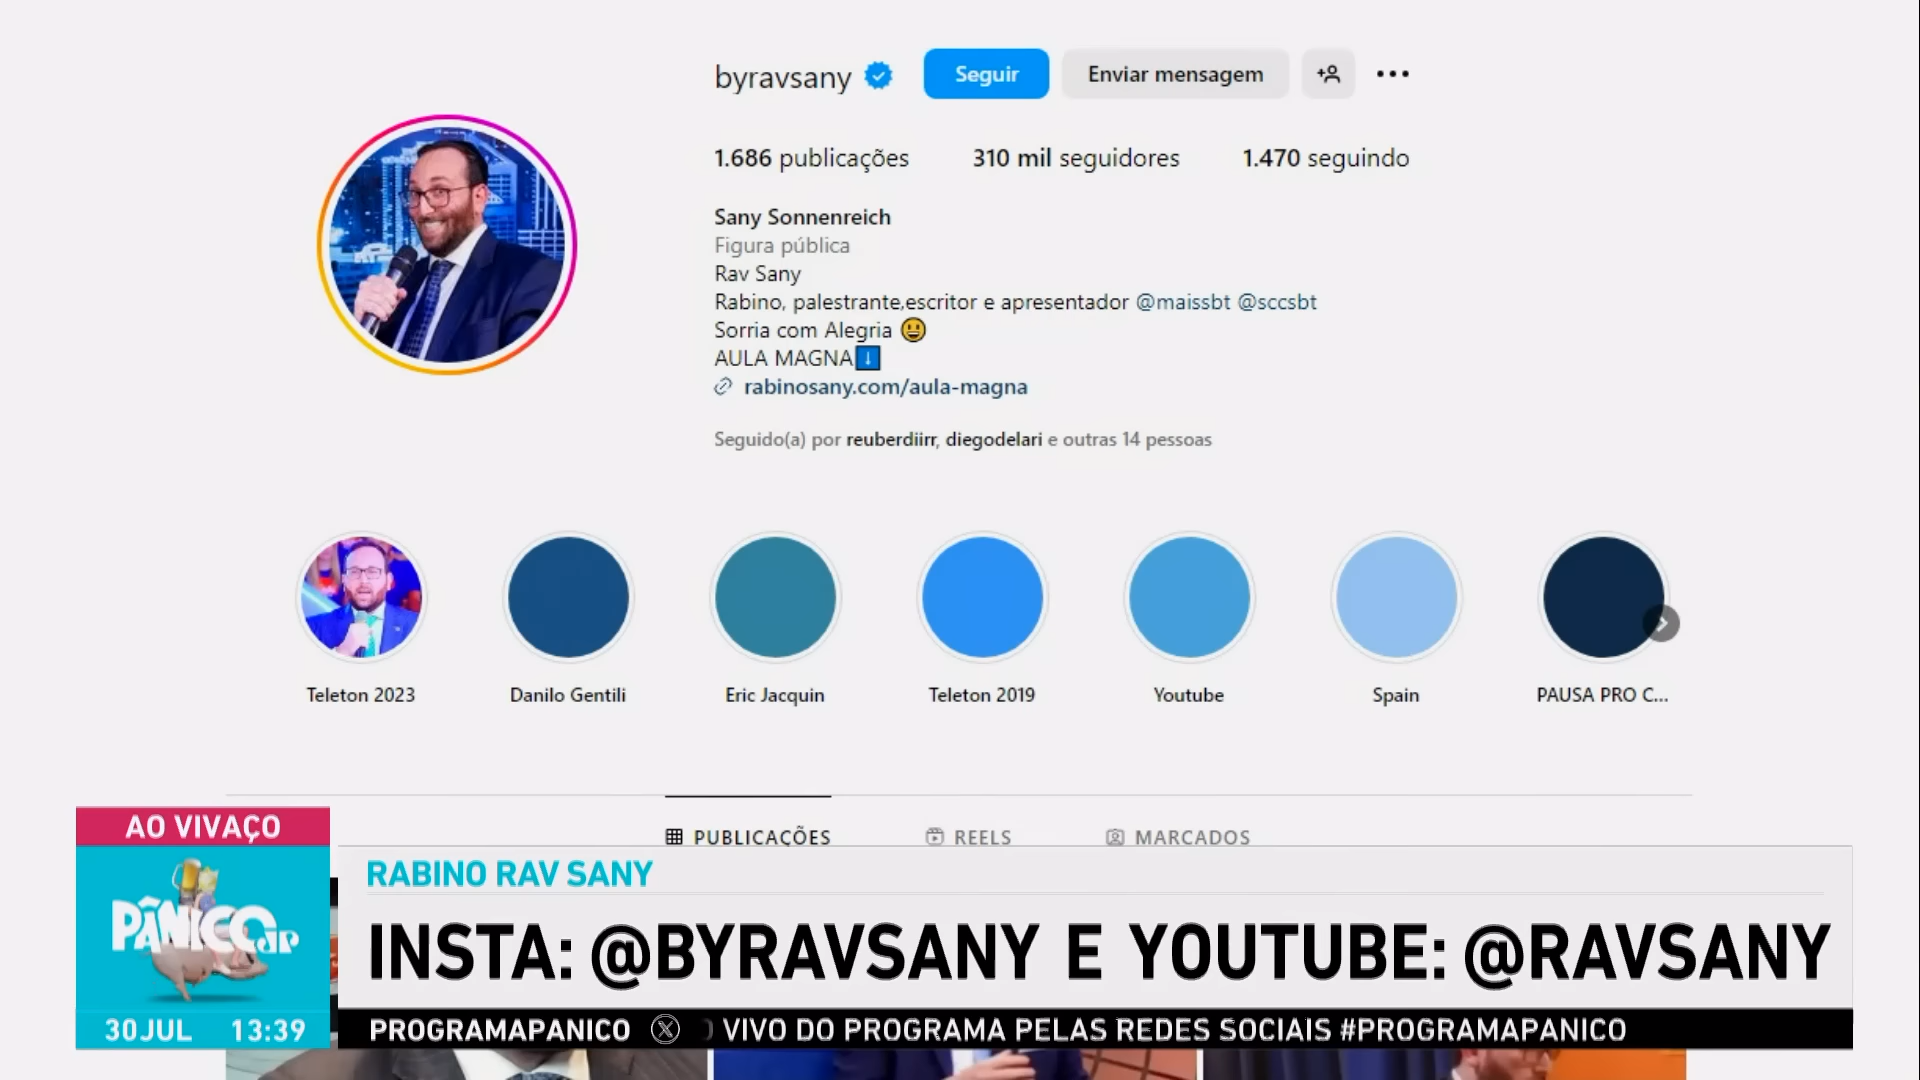 byravsany Seguir Enviar mensagem
1.686 publicações 310 mil seguidores 1.470 seguindo
Sany Sonnenreich
Figura pública
Rav Sany
Rabino, palestrante,escritor e apresentador @maissbt @sccsbt
Sorria com Alegria 😃
AULA MAGNA⬇️
rabinosany.com/aula-magna
Seguido(a) por reuberdiirr, diegodelari e outras 14 pessoas
Teleton 2023 Danilo Gentili Eric Jacquin Teleton 2019 Youtube Spain PAUSA PRO C...
PUBLICAÇÕES REELS MARCADOS
AO VIVAÇO
PÂNICO JP
30 JUL 13:39
RABINO RAV SANY
INSTA: @BYRAVSANY E YOUTUBE: @RAVSANY
PROGRAMAPANICO VIVO DO PROGRAMA PELAS REDES SOCIAIS #PROGRAMAPANICO